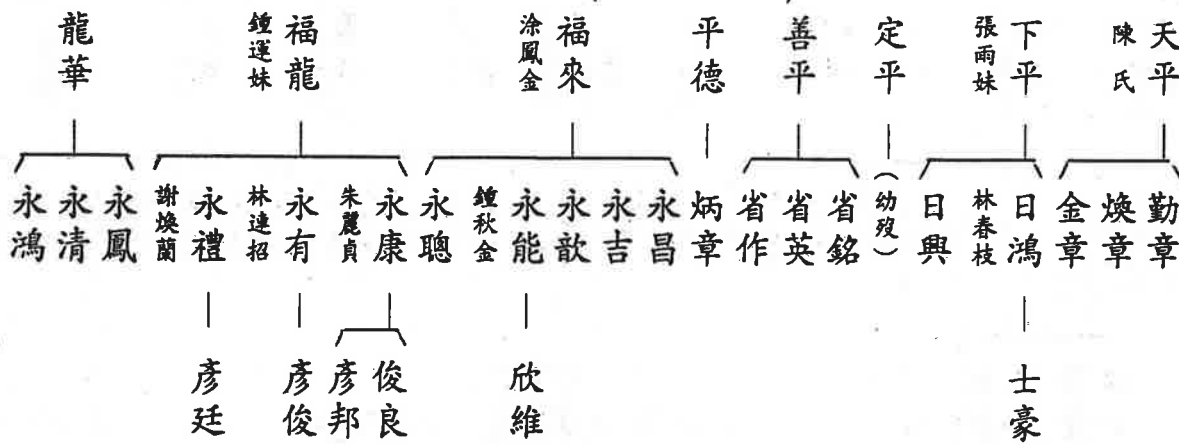 天平
陳氏
下平
張雨妹
定平
善平
平德
福來
涂鳳金
福龍
鍾運妹
龍華
勤章
煥章
金章
日鴻
林春枝
日興
（幼歿）
省銘
省英
省作
炳章
永昌
永吉
永歆
永能
鍾秋金
永聰
永康
朱麗貞
永有
林連招
永禮
謝煥蘭
永鳳
永清
永鴻
士豪
欣維
俊良
彥邦
彥俊
彥廷